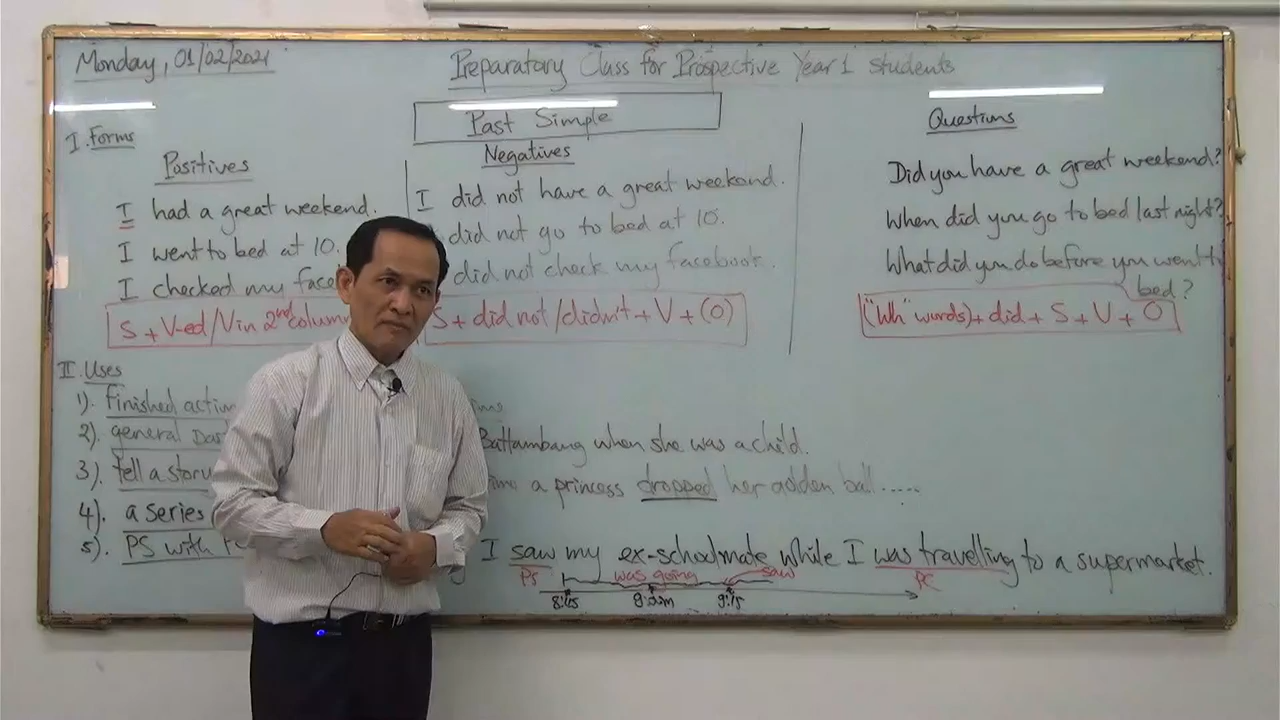 Monday, 01/02/2021
Preparatory Class for Prospective Year 1 Students
Past Simple
I. Forms
Positives
I had a great weekend.
I went to bed at 10.
I checked my face
S + V-ed/V in 2nd column
Negatives
I did not have a great weekend.
did not go to bed at 10.
did not check my facebook.
S + did not/didn't + V + (O)
Questions
Did you have a great weekend?
When did you go to bed last night?
What did you do before you went to
bed?
("Wh" words) + did + S + V + O
II. Uses
1). finished action
2). general past
Battambang when she was a child.
3). tell a story
time a princess dropped her golden ball.....
4). a series
5). PS with P
I saw my ex-schoolmate while I was travelling to a supermarket.
PS
was going
saw
PC
8:15
9:15